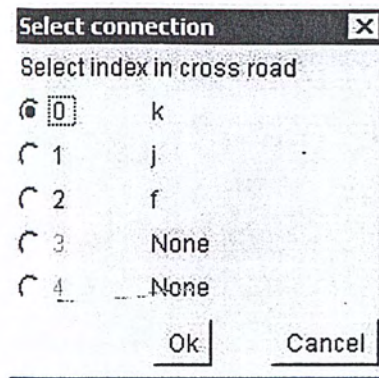 Select connection
Select index in cross road
0 k
1 j
2 f
3 None
4 None
Ok Cancel